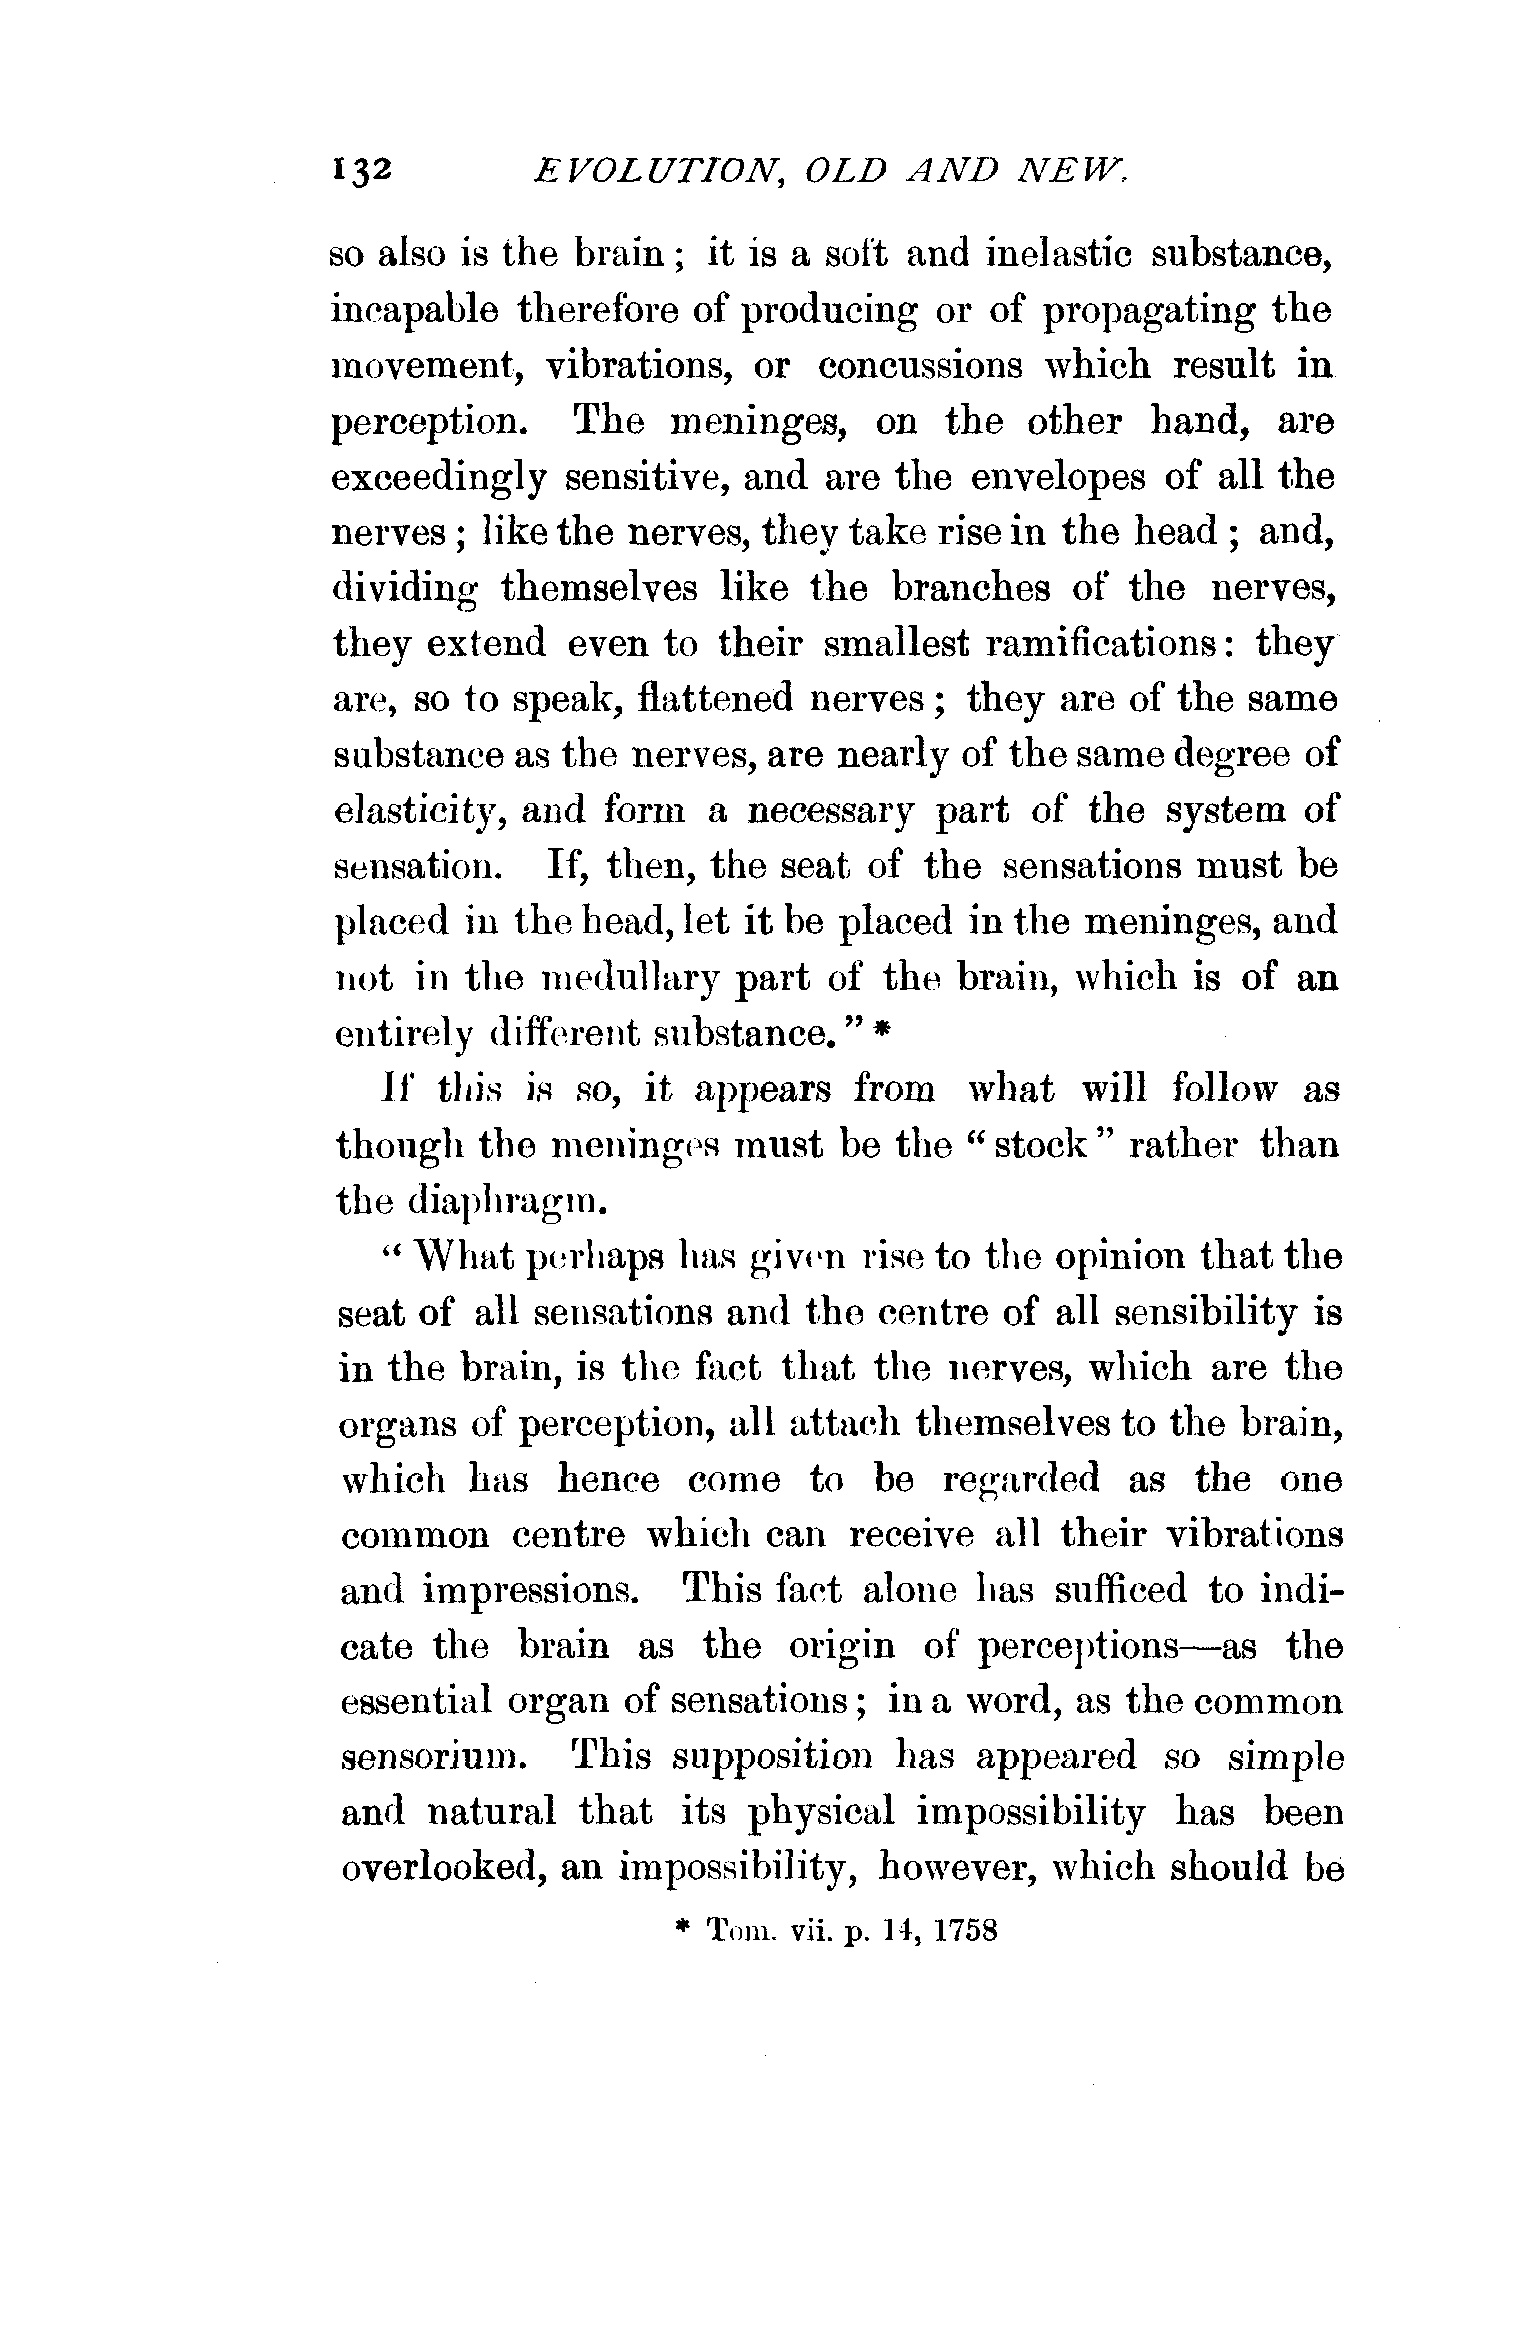 132 EVOLUTION, OLD AND NEW.
so also is the brain; it is a soft and inelastic substance,
incapable therefore of producing or of propagating the
movement, vibrations, or concussions which result in
perception. The meninges, on the other hand, are
exceedingly sensitive, and are the envelopes of all the
nerves; like the nerves, they take rise in the head; and,
dividing themselves like the branches of the nerves,
they extend even to their smallest ramifications: they
are, so to speak, flattened nerves; they are of the same
substance as the nerves, are nearly of the same degree of
elasticity, and form a necessary part of the system of
sensation. If, then, the seat of the sensations must be
placed in the head, let it be placed in the meninges, and
not in the medullary part of the brain, which is of an
entirely different substance." *
If this is so, it appears from what will follow as
though the meninges must be the "stock" rather than
the diaphragm.
"What perhaps has given rise to the opinion that the
seat of all sensations and the centre of all sensibility is
in the brain, is the fact that the nerves, which are the
organs of perception, all attach themselves to the brain,
which has hence come to be regarded as the one
common centre which can receive all their vibrations
and impressions. This fact alone has sufficed to indi-
cate the brain as the origin of perceptions—as the
essential organ of sensations; in a word, as the common
sensorium. This supposition has appeared so simple
and natural that its physical impossibility has been
overlooked, an impossibility, however, which should be
* Tom. vii. p. 14, 1758